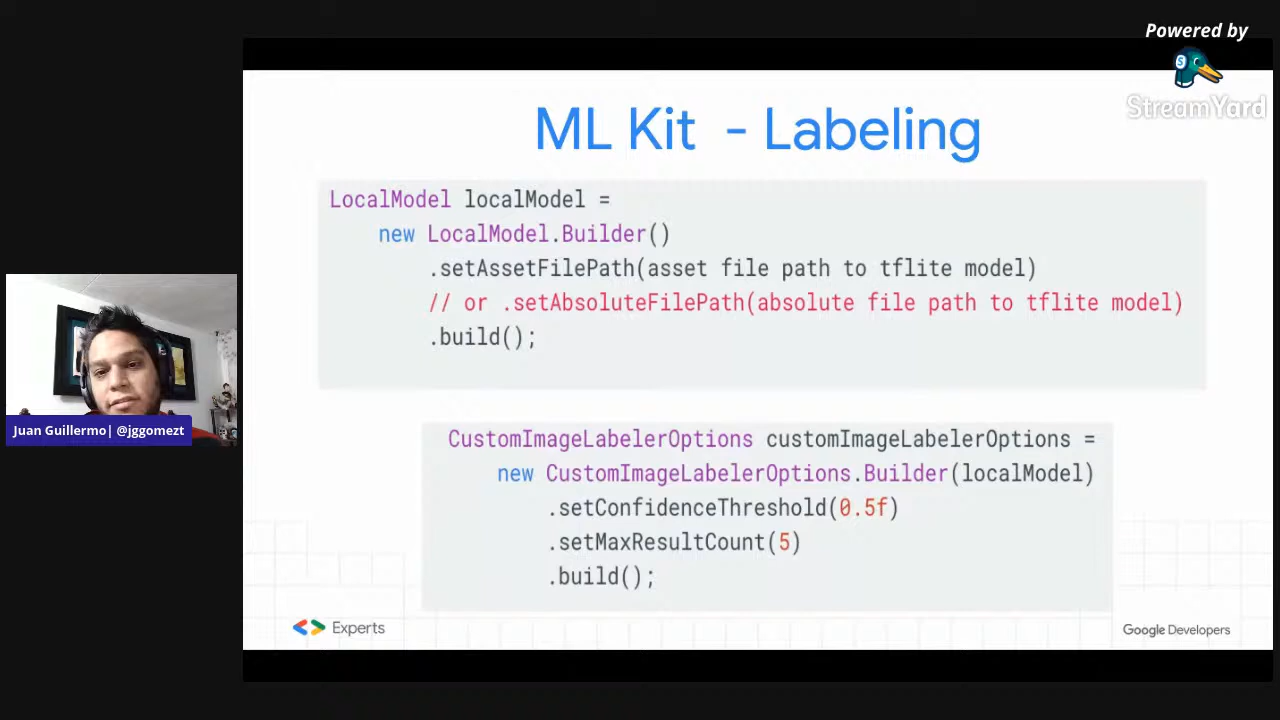 Powered by
StreamYard
ML Kit - Labeling
LocalModel localModel =
new LocalModel.Builder()
.setAssetFilePath(asset file path to tflite model)
// or .setAbsoluteFilePath(absolute file path to tflite model)
.build();
CustomImageLabelerOptions customImageLabelerOptions =
new CustomImageLabelerOptions.Builder(localModel)
.setConfidenceThreshold(0.5f)
.setMaxResultCount(5)
.build();
Experts
Google Developers
Juan Guillermo| @jggomezt